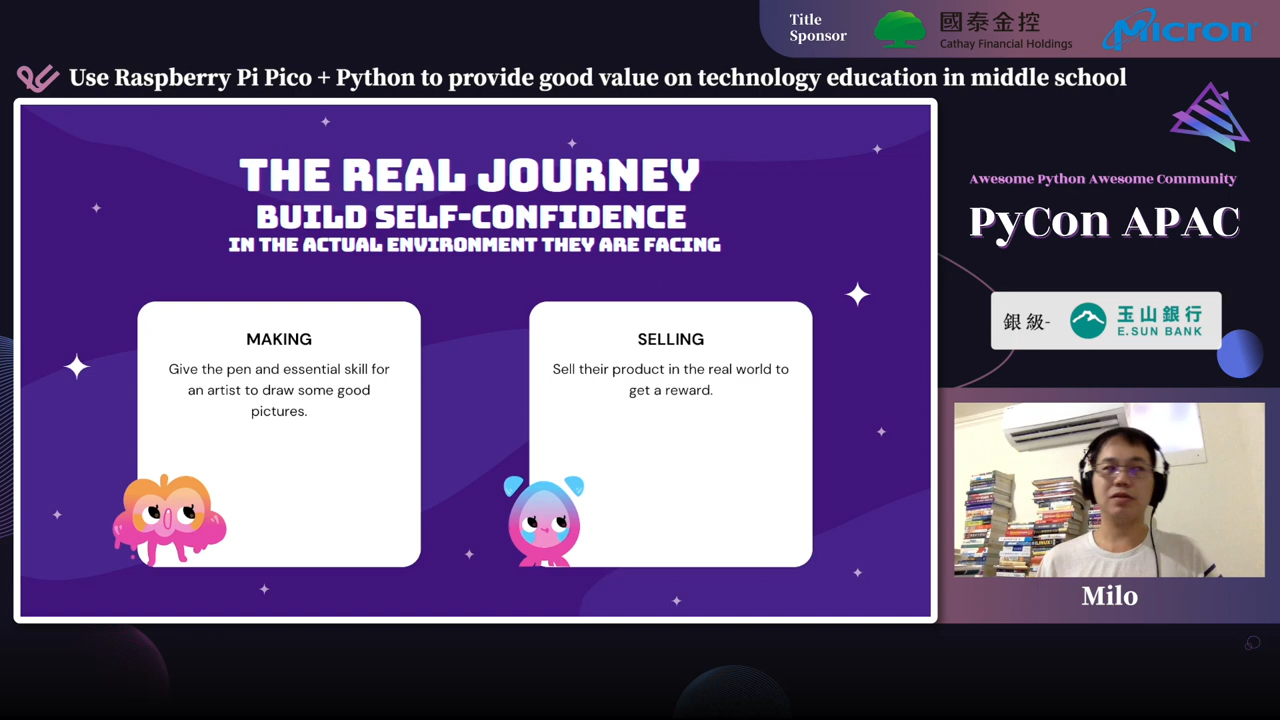 Title
Sponsor
國泰金控
Cathay Financial Holdings
Micron
Use Raspberry Pi Pico + Python to provide good value on technology education in middle school
THE REAL JOURNEY
BUILD SELF-CONFIDENCE
IN THE ACTUAL ENVIRONMENT THEY ARE FACING
MAKING
Give the pen and essential skill for
an artist to draw some good
pictures.
SELLING
Sell their product in the real world to
get a reward.
Awesome Python Awesome Community
PyCon APAC
銀級-
玉山銀行
E.SUN BANK
Milo